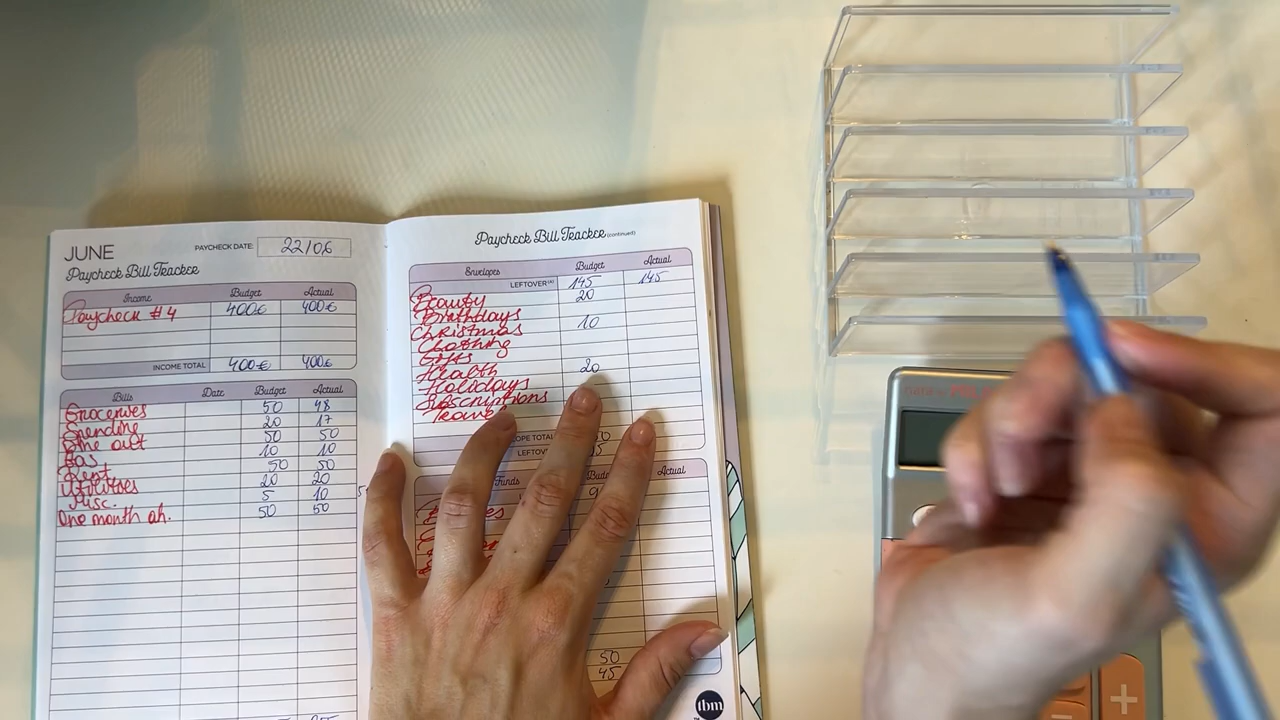 JUNE
PAYCHECK DATE: 22/06
Paycheck Bill Tracker
Income Budget Actual
Paycheck #4 400€ 400€
INCOME TOTAL 400€ 400€
Bills Date Budget Actual
Groceries 50 48
Spending 20 17
Dine out 50 50
Gas 10 10
Rent 50 50
Utilities 20 20
Misc. 5 10
One month ah. 50 50
Paycheck Bill Tracker (continued)
Envelopes Budget Actual
LEFTOVER 145 145
Beauty 20
Birthdays
Christmas 10
Clothing
Gifts
Health 20
Holidays
Subscriptions
Travel
Actual
50
45
tbm